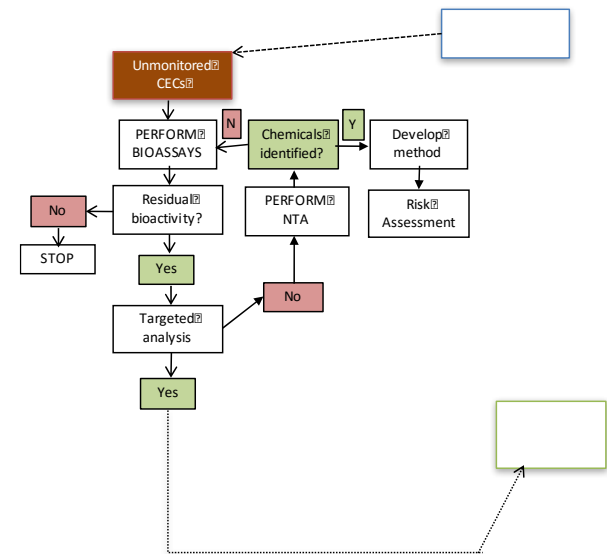 Unmonitored
CECs
PERFORM
BIOASSAYS
N
Chemicals
identified?
Y
Develop
method
Residual
bioactivity?
PERFORM
NTA
Risk
Assessment
No
STOP
Yes
No
Targeted
analysis
Yes